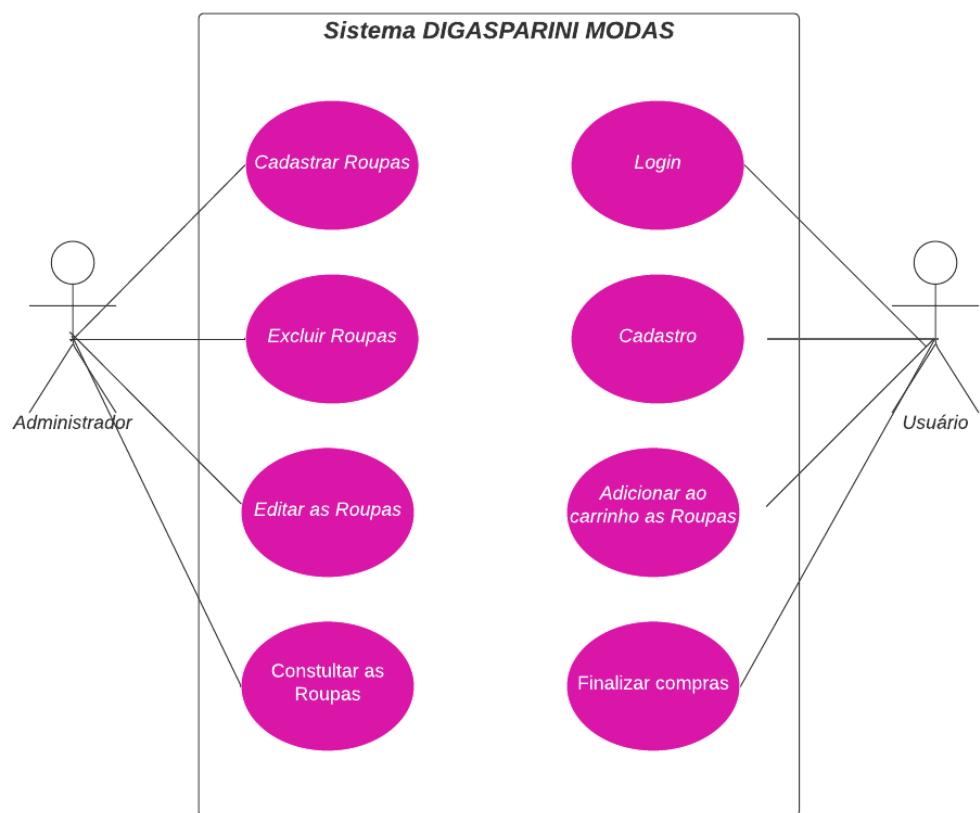 Sistema DIGASPARINI MODAS
Cadastrar Roupas
Login
Excluir Roupas
Cadastro
Administrador
Usuário
Editar as Roupas
Adicionar ao
carrinho as Roupas
Constultar as
Roupas
Finalizar compras